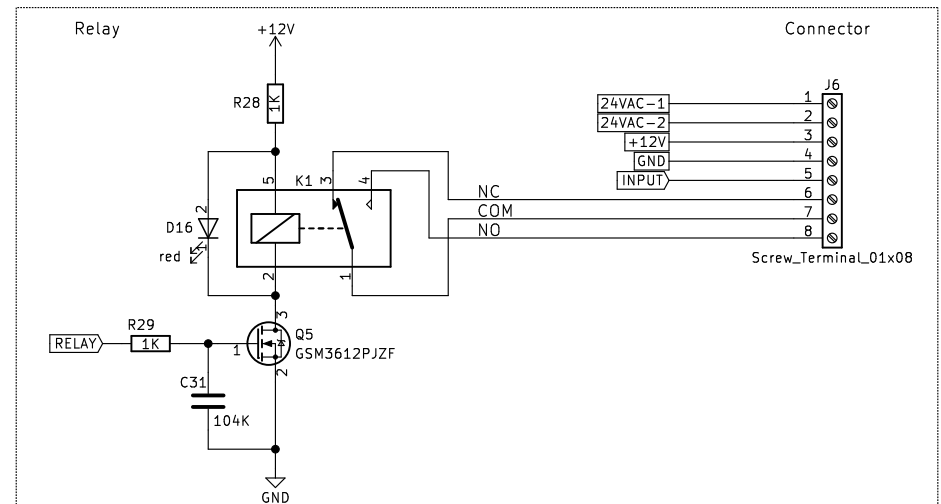 Relay
+12V
Connector
R28
1K
J6
24VAC-1
1
24VAC-2
2
+12V
3
GND
4
INPUT
5
NC
6
COM
7
NO
8
Screw_Terminal_01x08
5
K1
3
4
2
D16
1
red
2
1
3
R29
Q5
RELAY
1K
1
GSM3612PJZF
2
C31
104K
GND